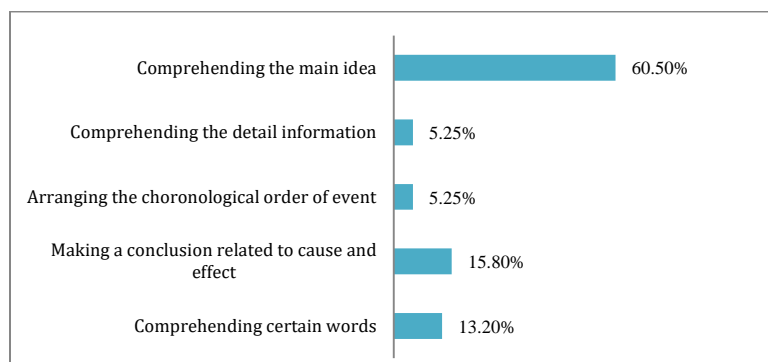 Comprehending the main idea
60.50%
Comprehending the detail information
5.25%
Arranging the choronological order of event
5.25%
Making a conclusion related to cause and
effect
15.80%
Comprehending certain words
13.20%